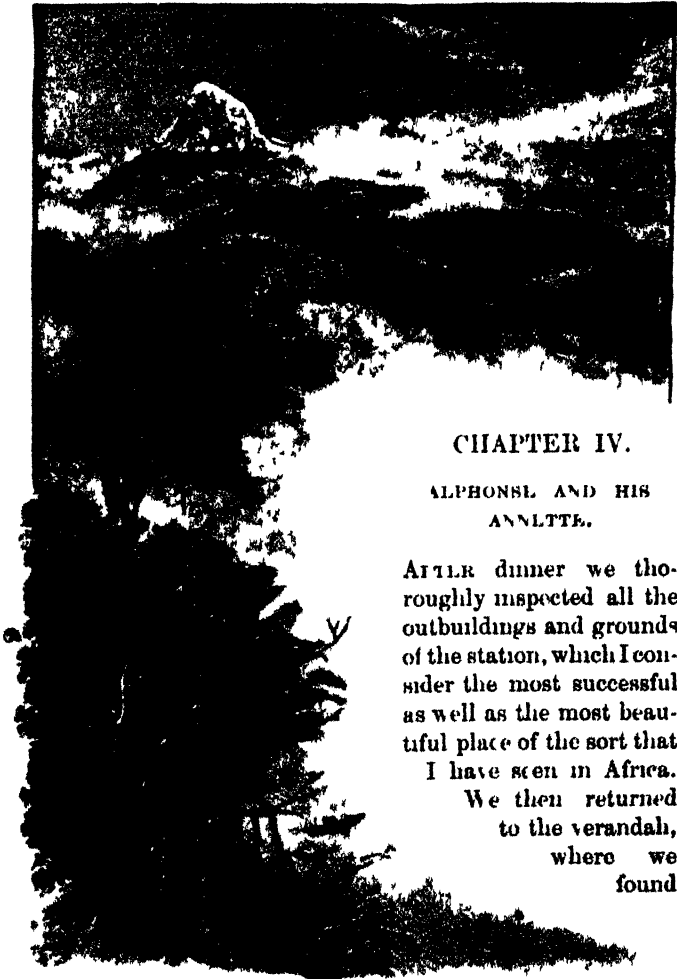 CHAPTER IV.
ALPHONSE AND HIS
ANNETTE.
AFTER dinner we tho-
roughly inspected all the
outbuildings and grounds
of the station, which I con-
sider the most successful
as well as the most beau-
tiful place of the sort that
I have seen in Africa.
We then returned
to the verandah,
where we
found